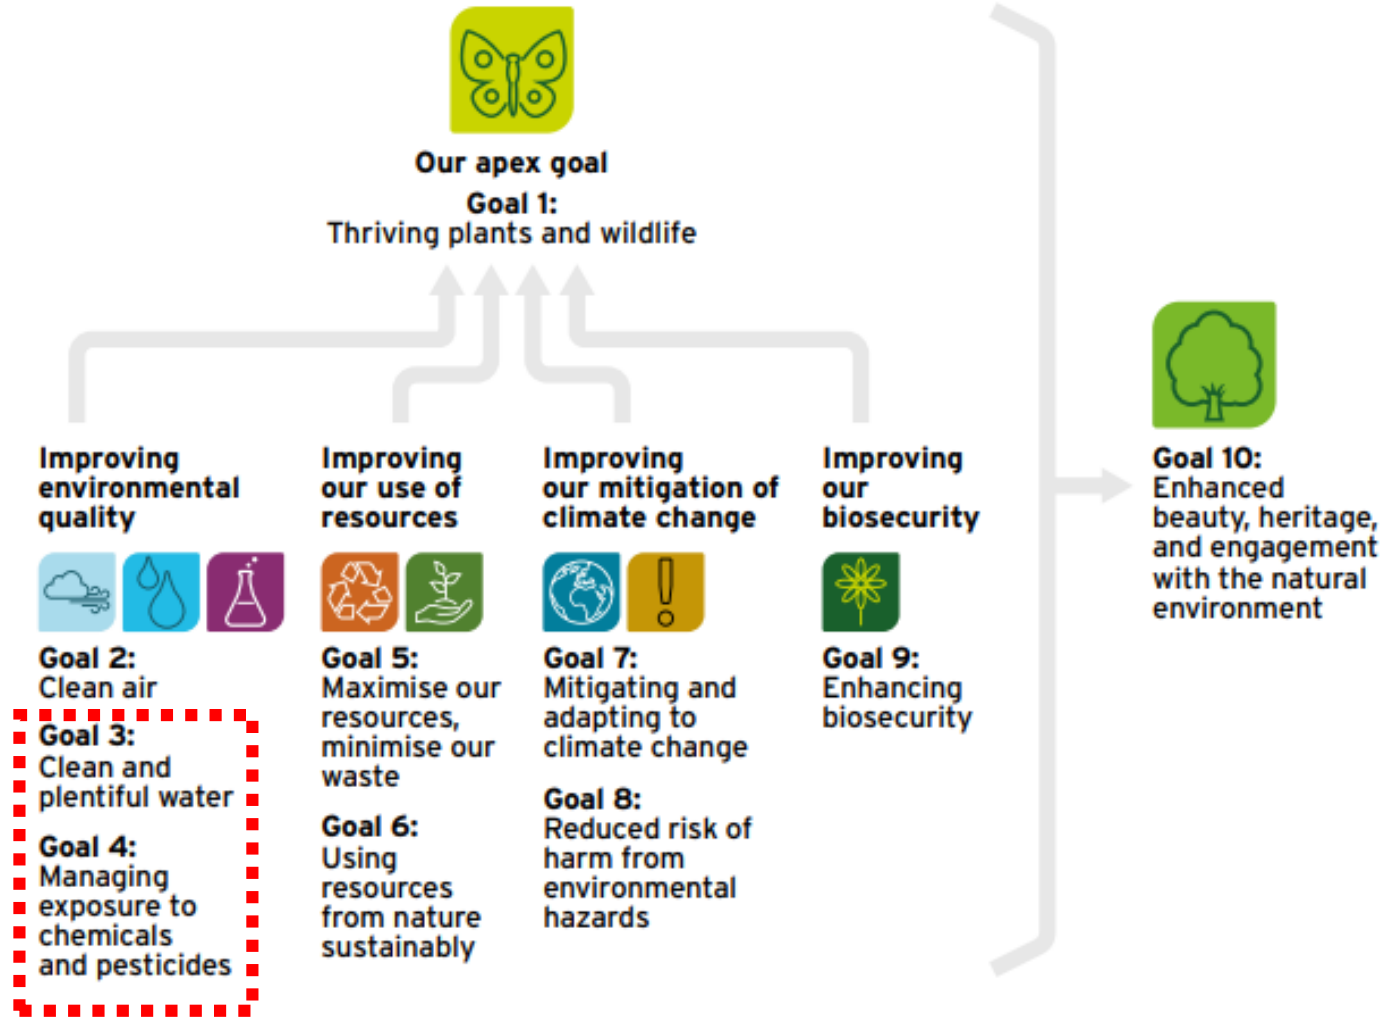 Our apex goal
Goal 1:
Thriving plants and wildlife
Improving
environmental
quality
Goal 2:
Clean air
Goal 3:
Clean and
plentiful water
Goal 4:
Managing
exposure to
chemicals
and pesticides
Improving
our use of
resources
Goal 5:
Maximise our
resources,
minimise our
waste
Goal 6:
Using
resources
from nature
sustainably
Improving
our mitigation of
climate change
Goal 7:
Mitigating and
adapting to
climate change
Goal 8:
Reduced risk of
harm from
environmental
hazards
Improving
our
biosecurity
Goal 9:
Enhancing
biosecurity
Goal 10:
Enhanced
beauty, heritage,
and engagement
with the natural
environment